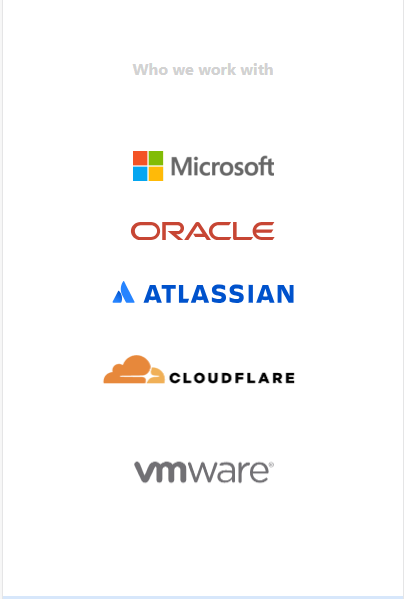 Who we work with
Microsoft
ORACLE
ATLASSIAN
CLOUDFLARE
vmware®